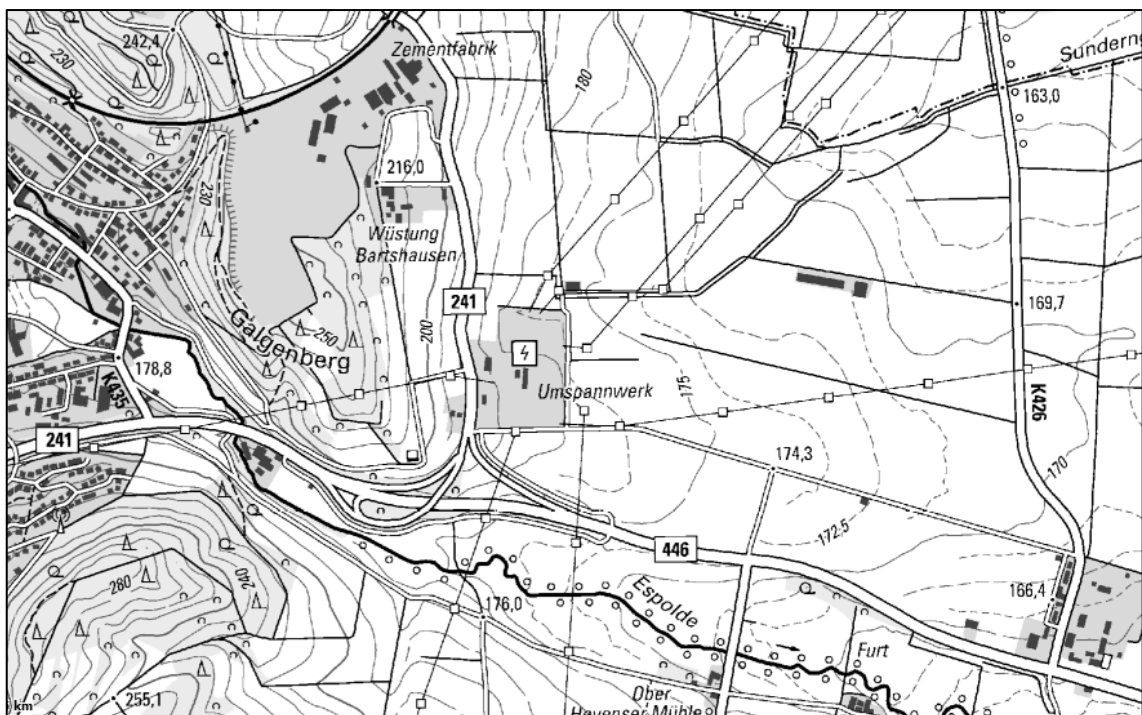 242,4
230
Zementfabrik
180
Sunderng
163,0
216,0
230
Wüstung
Bartshausen
241
200
169,7
Galgenberg
250
178,8
K435
Umspannwerk
175
K426
241
174,3
170
172,5
446
280
240
176,0
Espolde
166,4
Furt
km
255,1
Ober
Hevenser Mühle